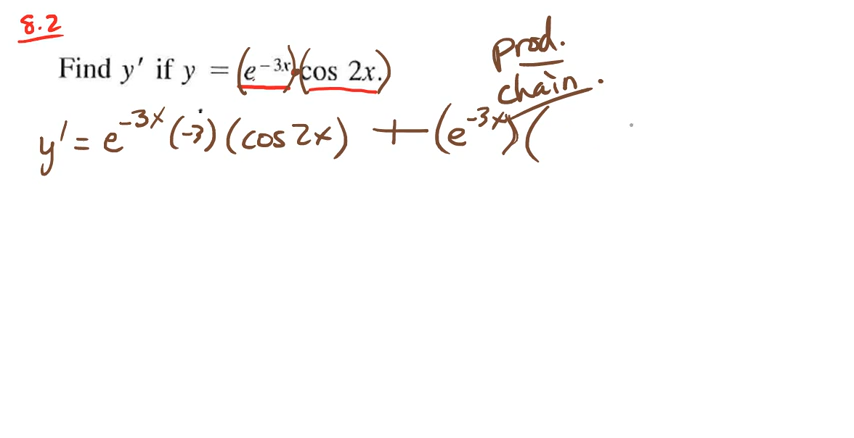 8.2
Find y′ if y = (e^{-3x})(cos 2x.)
prod.
chain.
y' = e^{-3x} (-3) (cos 2x) + (e^{-3x}) (